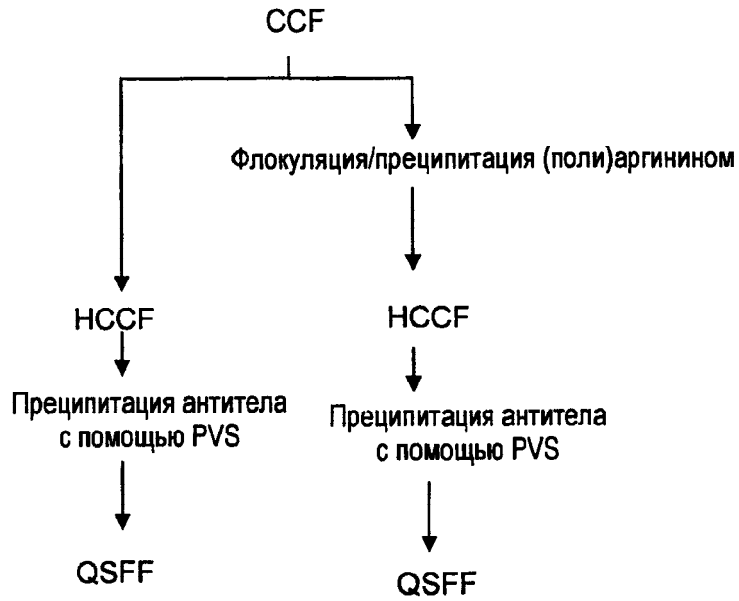 CCF
Флокуляция/преципитация (поли)аргинином
HCCF
HCCF
Преципитация антитела
с помощью PVS
Преципитация антитела
с помощью PVS
QSFF
QSFF